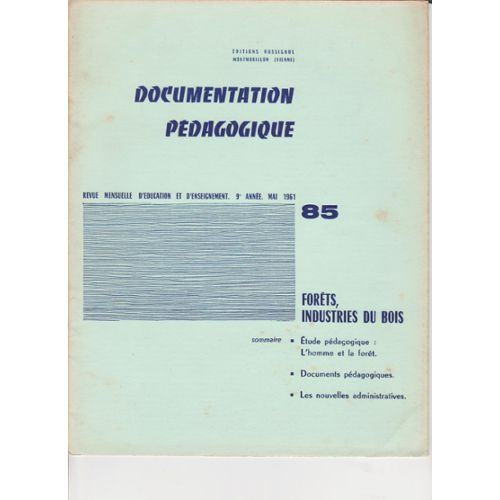 ÉDITIONS ROSSIGNOL
MONTMORILLON (VIENNE)
DOCUMENTATION
PÉDAGOGIQUE
REVUE MENSUELLE D'EDUCATION ET D'ENSEIGNEMENT. 9e ANNÉE. MAI 1961
85
FORÊTS,
INDUSTRIES DU BOIS
sommaire ▪ Étude pédagogique :
L'homme et la forêt.
▪ Documents pédagogiques.
▪ Les nouvelles administratives.